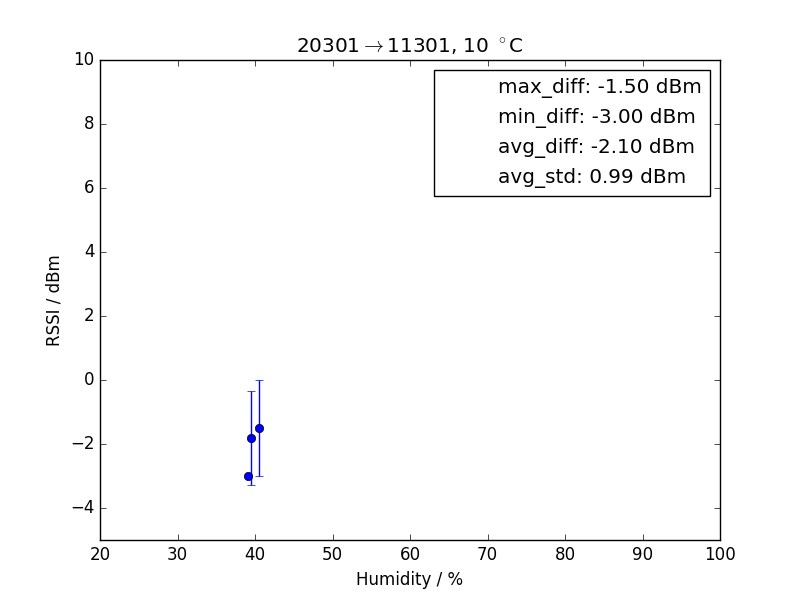 20301→11301, 10 °C
max_diff: -1.50 dBm
min_diff: -3.00 dBm
avg_diff: -2.10 dBm
avg_std: 0.99 dBm
10
8
6
4
2
0
−2
−4
RSSI / dBm
20 30 40 50 60 70 80 90 100
Humidity / %